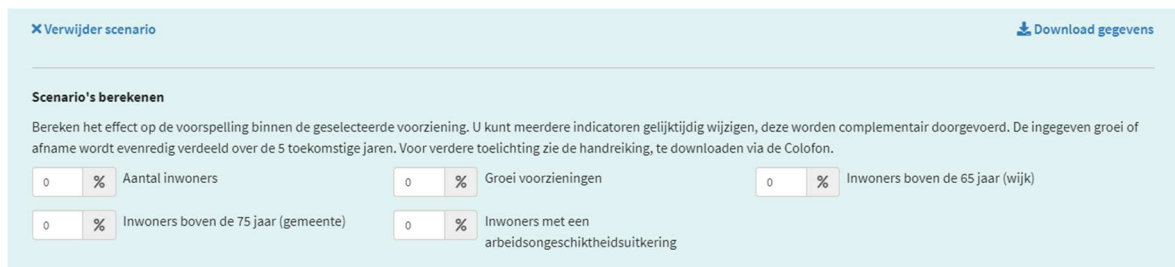 Verwijder scenario
Download gegevens
Scenario's berekenen
Bereken het effect op de voorspelling binnen de geselecteerde voorziening. U kunt meerdere indicatoren gelijktijdig wijzigen, deze worden complementair doorgevoerd. De ingegeven groei of
afname wordt evenredig verdeeld over de 5 toekomstige jaren. Voor verdere toelichting zie de handreiking, te downloaden via de Colofon.
0 % Aantal inwoners
0 % Groei voorzieningen
0 % Inwoners boven de 65 jaar (wijk)
0 % Inwoners boven de 75 jaar (gemeente)
0 % Inwoners met een
arbeidsongeschiktheidsuitkering